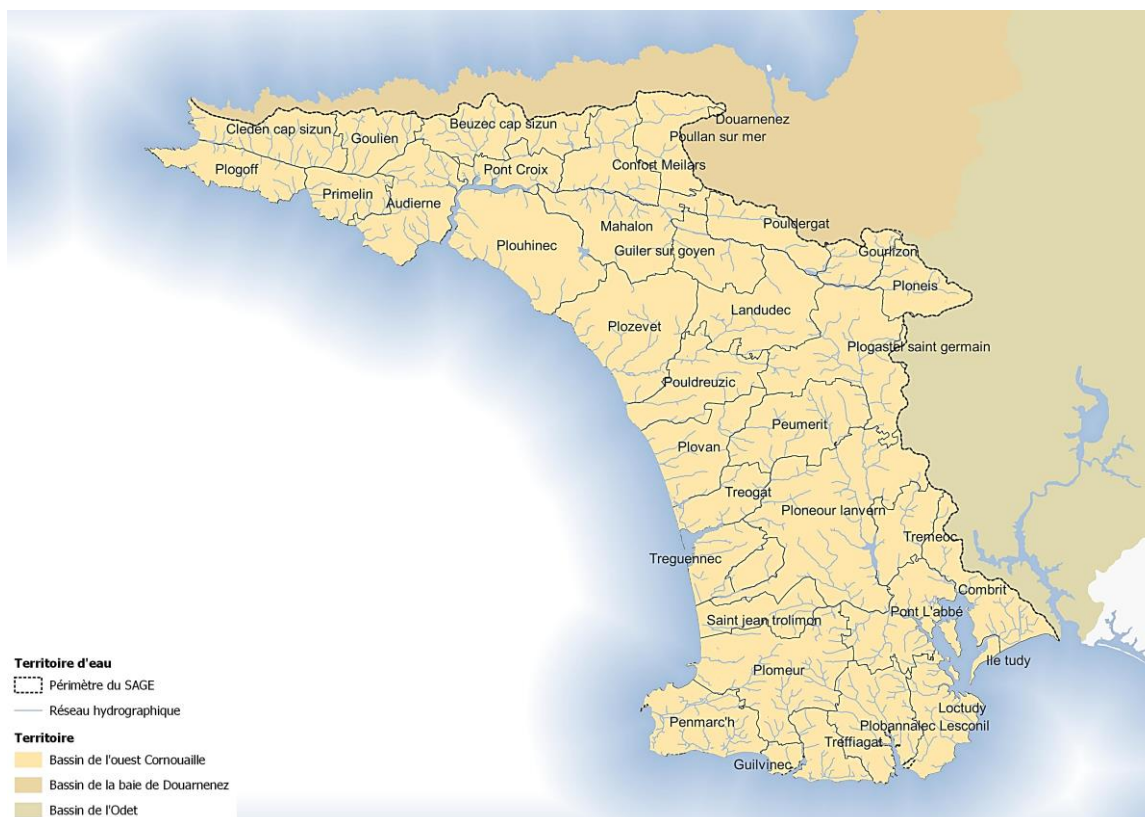 Douarnenez
Beuzec cap sizun
Cleden cap sizun
Goulien
Poullan sur mer
Plogoff
Pont Croix
Confort Meilars
Primelin
Audierne
Mahalon
Pouldergat
Plouhinec
Guiler sur goyen
Gourlizon
Ploneis
Landudec
Plozevet
Plogastel saint germain
Pouldreuzic
Peumerit
Plovan
Treogat
Ploneour lanvern
Tremeoc
Treguennec
Combrit
Pont L'abbé
Saint jean trolimon
Ile tudy
Plomeur
Loctudy
Penmarc'h
Plobannalec Lesconil
Treffiagat
Guilvinec
Territoire d'eau
Périmètre du SAGE
Réseau hydrographique
Territoire
Bassin de l'ouest Cornouaille
Bassin de la baie de Douarnenez
Bassin de l'Odet